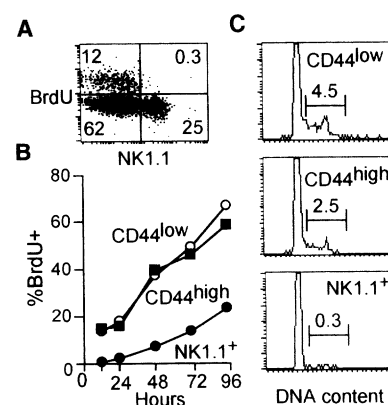 A
12
0.3
BrdU
62
25
NK1.1
B
80
60
40
20
0
%BrdU+
CD44low
CD44high
NK1.1+
0
24
48
72
96
Hours
C
CD44low
4.5
CD44high
2.5
NK1.1+
0.3
DNA content